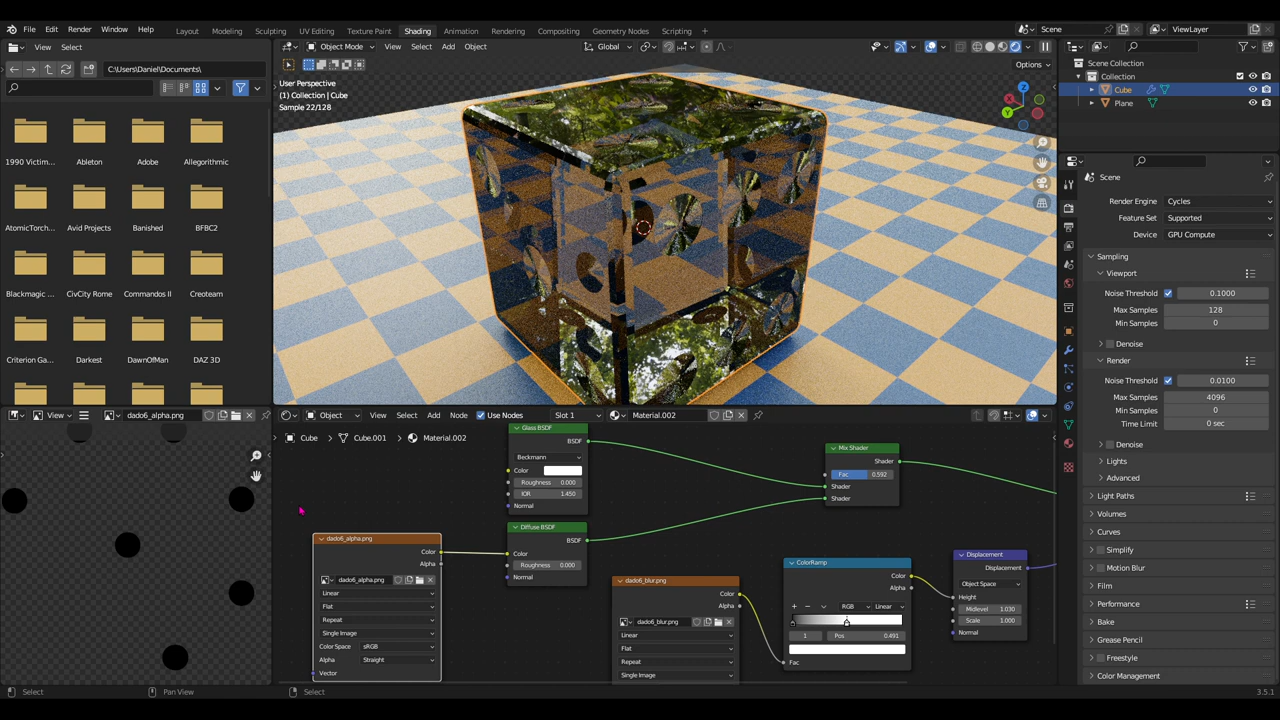 File Edit Render Window Help
Layout Modeling Sculpting UV Editing Texture Paint Shading Animation Rendering Compositing Geometry Nodes Scripting
Scene
ViewLayer
View Select
C:\Users\Daniel\Documents\
1990 Victim... Ableton Adobe Allegorithmic
AtomicTorch... Avid Projects Banished BFBC2
Blackmagic ... CivCity Rome Commandos II Creoteam
Criterion Ga... Darkest DawnOfMan DAZ 3D
Object Mode View Select Add Object Global
Options
User Perspective
(1) Collection | Cube
Sample 22/128
Z
Y
Scene Collection
Collection
Cube
Plane
Scene
Render Engine Cycles
Feature Set Supported
Device GPU Compute
Sampling
Viewport
Noise Threshold 0.1000
Max Samples 128
Min Samples 0
Denoise
Render
Noise Threshold 0.0100
Max Samples 4096
Min Samples 0
Time Limit 0 sec
Denoise
Lights
Advanced
Light Paths
Volumes
Curves
Simplify
Motion Blur
Film
Performance
Bake
Grease Pencil
Freestyle
Color Management
View dado6_alpha.png
Object View Select Add Node Use Nodes Slot 1 Material.002
Cube Cube.001 Material.002
Glass BSDF
BSDF
Beckmann
Color
Roughness 0.000
IOR 1.450
Normal
Diffuse BSDF
BSDF
Color
Roughness 0.000
Normal
dado6_alpha.png
Color
Alpha
dado6_alpha.png
Linear
Flat
Repeat
Single Image
Color Space sRGB
Alpha Straight
Vector
dado6_blur.png
Color
Alpha
dado6_blur.png
Linear
Flat
Repeat
Single Image
Mix Shader
Shader
Fac 0.592
Shader
Shader
ColorRamp
Color
Alpha
RGB Linear
1 Pos 0.491
Fac
Displacement
Displacement
Object Space
Height
Midlevel 1.030
Scale 1.000
Normal
Select Pan View Select 3.5.1